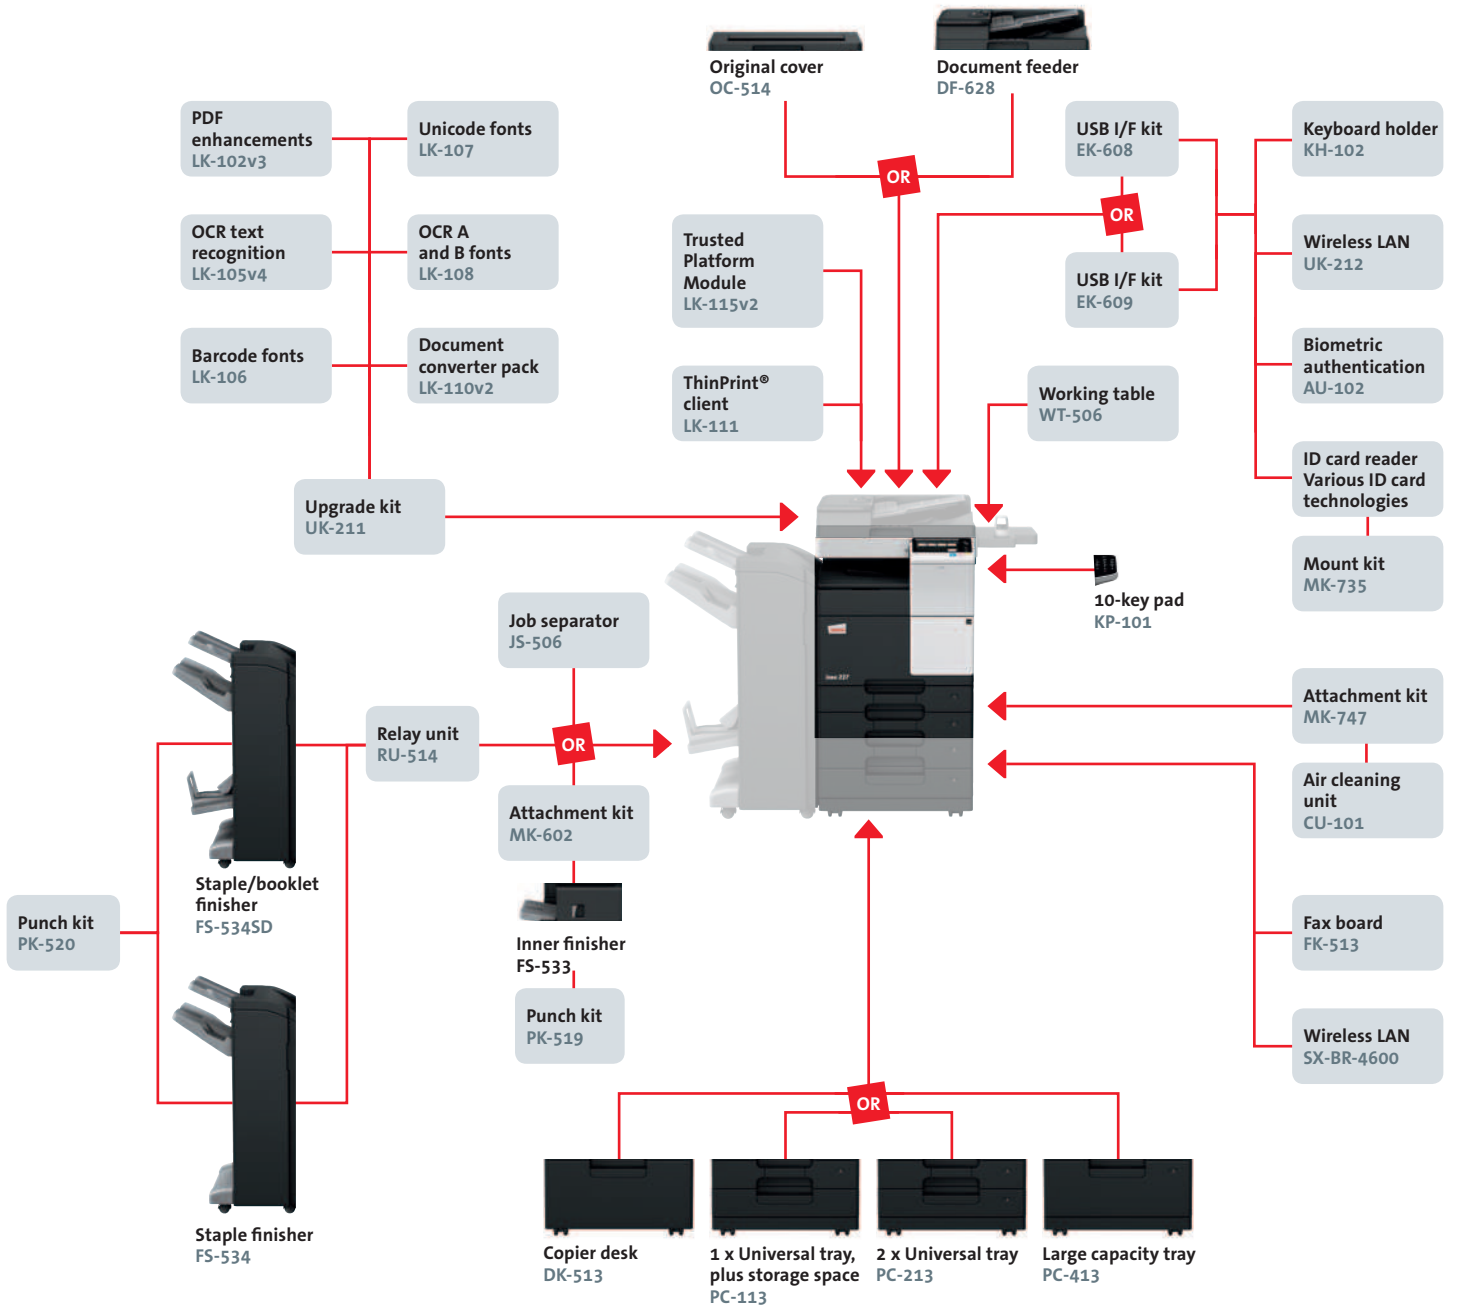 Original cover
OC-514
Document feeder
DF-628
PDF
enhancements
LK-102v3
Unicode fonts
LK-107
USB I/F kit
EK-608
Keyboard holder
KH-102
OR
OR
OCR text
recognition
LK-105v4
OCR A
and B fonts
LK-108
Trusted
Platform
Module
LK-115v2
Wireless LAN
UK-212
USB I/F kit
EK-609
Barcode fonts
LK-106
Document
converter pack
LK-110v2
ThinPrint®
client
LK-111
Working table
WT-506
Biometric
authentication
AU-102
ID card reader
Various ID card
technologies
Upgrade kit
UK-211
Mount kit
MK-735
10-key pad
KP-101
Job separator
JS-506
Attachment kit
MK-747
Relay unit
RU-514
OR
Air cleaning
unit
CU-101
Attachment kit
MK-602
Staple/booklet
finisher
FS-534SD
Punch kit
PK-520
Inner finisher
FS-533
Fax board
FK-513
Punch kit
PK-519
Wireless LAN
SX-BR-4600
OR
Staple finisher
FS-534
Copier desk
DK-513
1 x Universal tray,
plus storage space
PC-113
2 x Universal tray
PC-213
Large capacity tray
PC-413